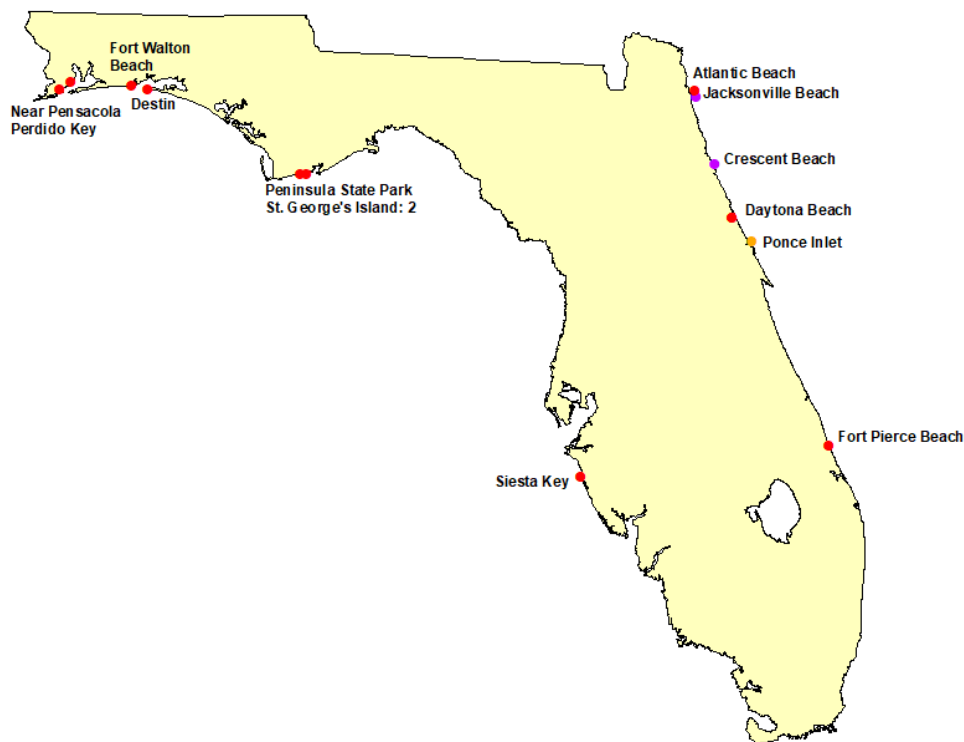 Fort Walton
Beach
Near Pensacola
Perdido Key
Destin
Peninsula State Park
St. George's Island: 2
Atlantic Beach
Jacksonville Beach
Crescent Beach
Daytona Beach
Ponce Inlet
Fort Pierce Beach
Siesta Key